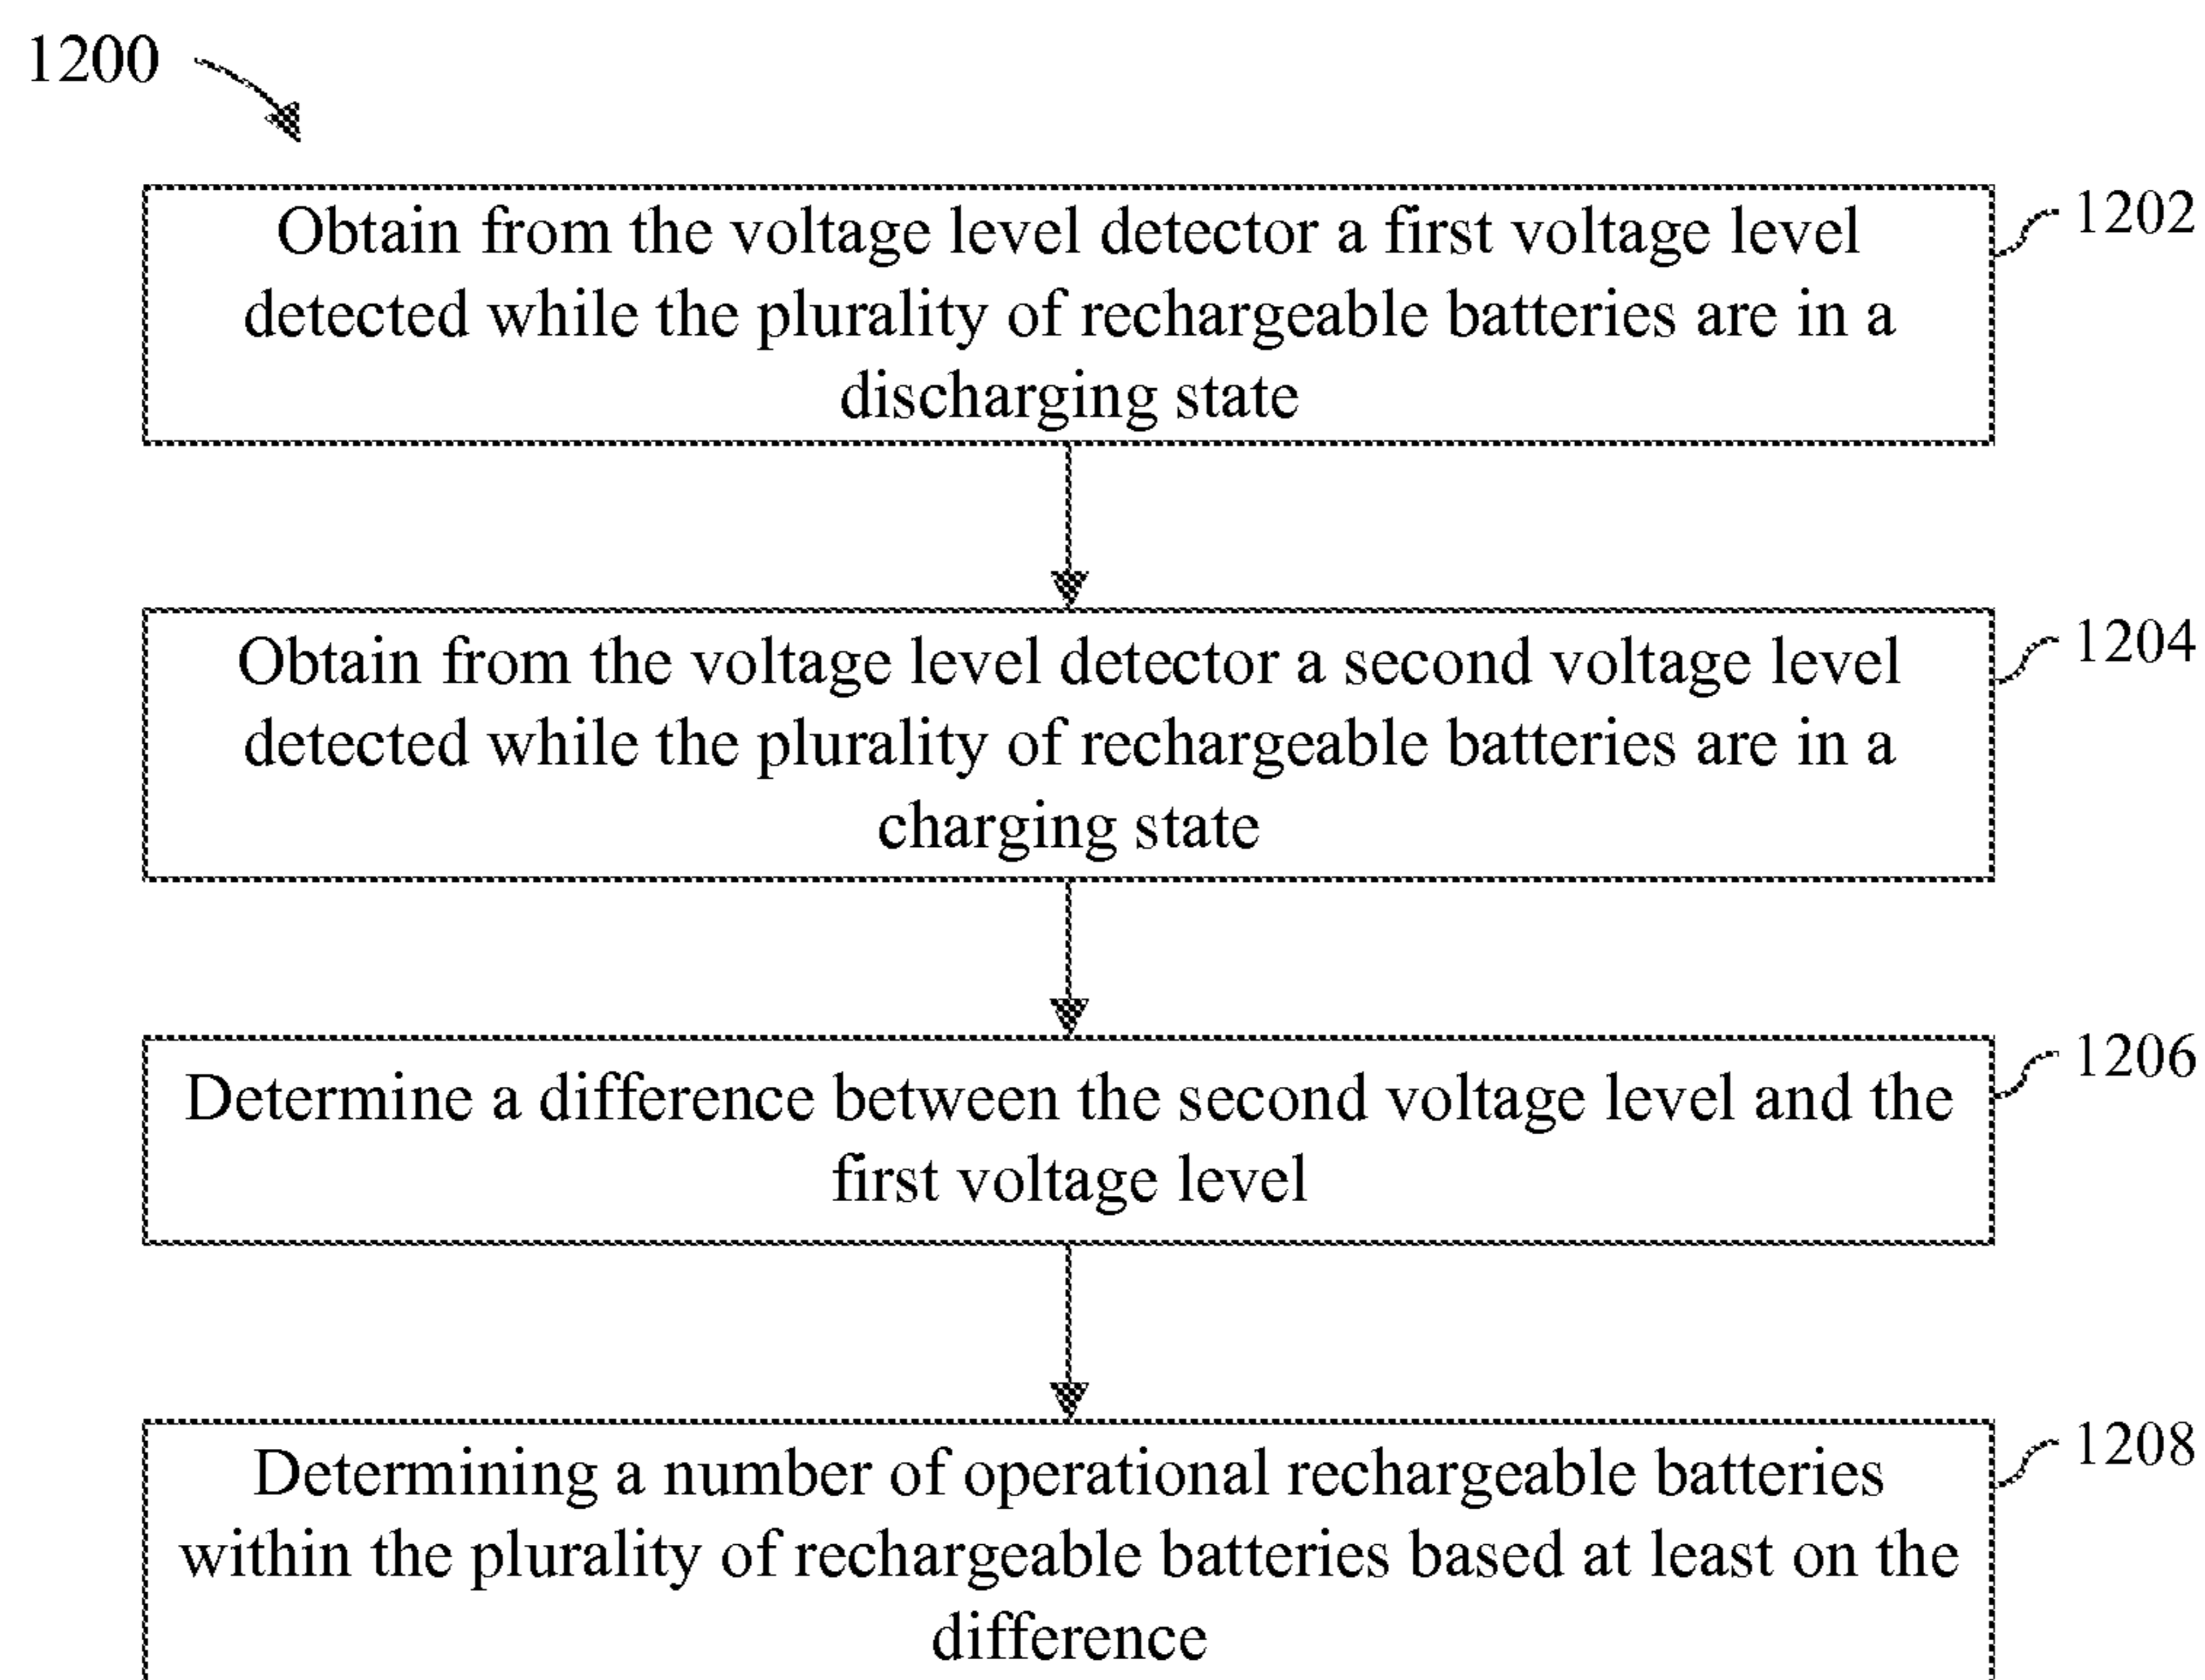 1200
Obtain from the voltage level detector a first voltage level
detected while the plurality of rechargeable batteries are in a
discharging state
1202
Obtain from the voltage level detector a second voltage level
detected while the plurality of rechargeable batteries are in a
charging state
1204
Determine a difference between the second voltage level and the
first voltage level
1206
Determining a number of operational rechargeable batteries
within the plurality of rechargeable batteries based at least on the
difference
1208